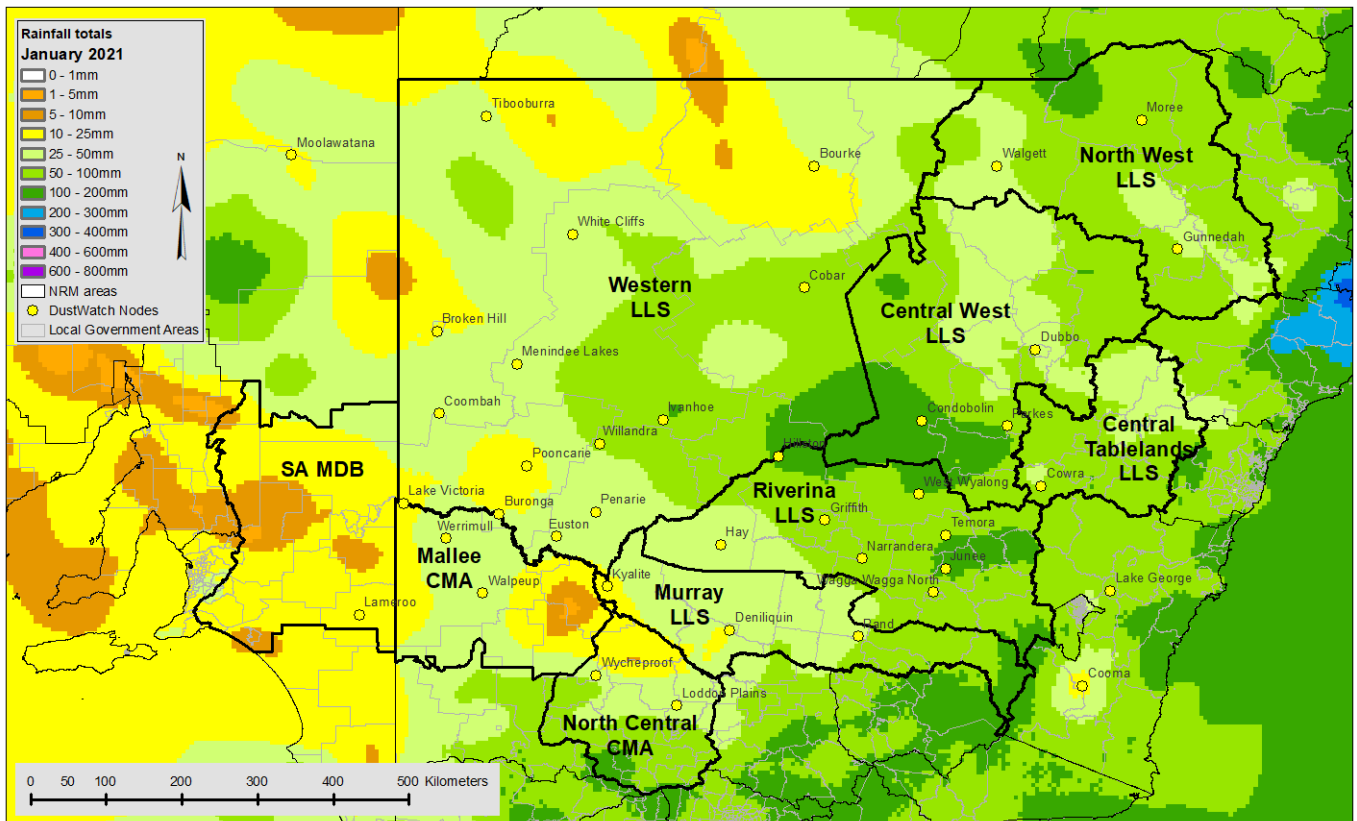 Rainfall totals
January 2021
0 - 1mm
1 - 5mm
5 - 10mm
10 - 25mm
25 - 50mm
50 - 100mm
100 - 200mm
200 - 300mm
300 - 400mm
400 - 600mm
600 - 800mm
NRM areas
DustWatch Nodes
Local Government Areas
N
Tibooburra
Moree
Moolawatana
Bourke
Walgett
North West
LLS
White Cliffs
Gunnedah
Cobar
Western
LLS
Central West
LLS
Broken Hill
Dubbo
Menindee Lakes
Coombah
Ivanhoe
Condobolin
Parkes
Willandra
Central
Tablelands
LLS
Hillston
Pooncarie
SA MDB
Cowra
Lake Victoria
Buronga
Penarie
Riverina
LLS
West Wyalong
Griffith
Werrimull
Euston
Temora
Hay
Narrandera
Junee
Mallee
CMA
Walpeup
Kyalite
Murray
LLS
Wagga Wagga North
Lake George
Lameroo
Deniliquin
Rand
Wycheproof
Cooma
Loddon Plains
North Central
CMA
0 50 100 200 300 400 500 Kilometers